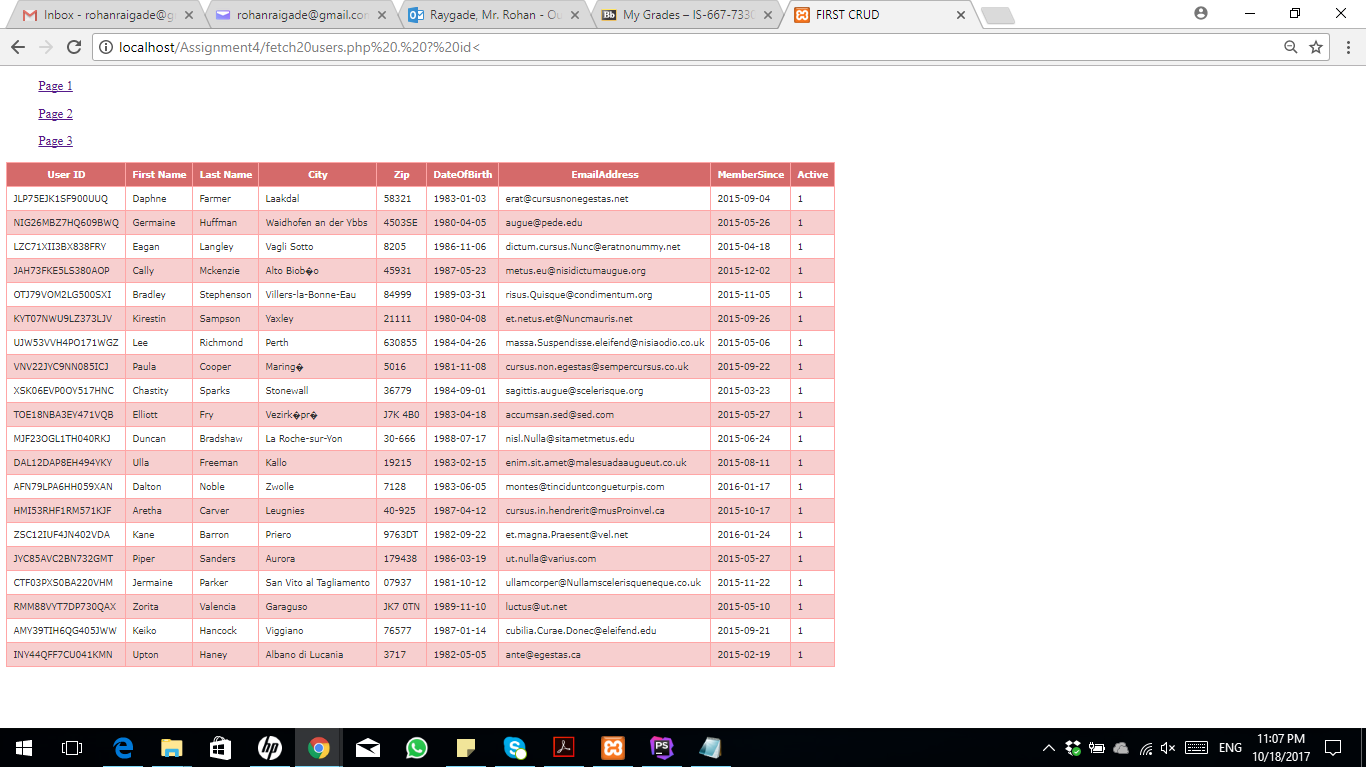 Inbox - rohanraigade@g
rohanraigade@gmail.con
Raygade, Mr. Rohan - Ou
My Grades – IS-667-7330
FIRST CRUD
localhost/Assignment4/fetch20users.php%20.%20?%20id<
Page 1
Page 2
Page 3
User ID First Name Last Name City Zip DateOfBirth EmailAddress MemberSince Active
JLP75EJK1SF900UUQ Daphne Farmer Laakdal 58321 1983-01-03 erat@cursusnonegestas.net 2015-09-04 1
NIG26MBZ7HQ609BWQ Germaine Huffman Waidhofen an der Ybbs 4503SE 1980-04-05 augue@pede.edu 2015-05-26 1
LZC71XII3BX838FRY Eagan Langley Vagli Sotto 8205 1986-11-06 dictum.cursus.Nunc@eratnonummy.net 2015-04-18 1
JAH73FKE5LS380AOP Cally Mckenzie Alto Biob�o 45931 1987-05-23 metus.eu@nisidictumaugue.org 2015-12-02 1
OTJ79VOM2LG500SXI Bradley Stephenson Villers-la-Bonne-Eau 84999 1989-03-31 risus.Quisque@condimentum.org 2015-11-05 1
KYT07NWU9LZ373LJV Kirestin Sampson Yaxley 21111 1980-04-08 et.netus.et@Nuncmauris.net 2015-09-26 1
UJW53VVH4PO171WGZ Lee Richmond Perth 630855 1984-04-26 massa.Suspendisse.eleifend@nisiaodio.co.uk 2015-05-06 1
VNV22JYC9NN085ICJ Paula Cooper Maring� 5016 1981-11-08 cursus.non.egestas@sempercursus.co.uk 2015-09-22 1
XSK06EVP0OY517HNC Chastity Sparks Stonewall 36779 1984-09-01 sagittis.augue@scelerisque.org 2015-03-23 1
TOE18NBA3EY471VQB Elliott Fry Vezirk�pr� J7K 4B0 1983-04-18 accumsan.sed@sed.com 2015-05-27 1
MJF23OGL1TH040RKJ Duncan Bradshaw La Roche-sur-Yon 30-666 1988-07-17 nisl.Nulla@sitametmetus.edu 2015-06-24 1
DAL12DAP8EH494YKY Ulla Freeman Kallo 19215 1983-02-15 enim.sit.amet@malesuadaaugueut.co.uk 2015-08-11 1
AFN79LPA6HH059XAN Dalton Noble Zwolle 7128 1983-06-05 montes@tinciduntcongueturpis.com 2016-01-17 1
HMI53RHF1RM571KJF Aretha Carver Leugnies 40-925 1987-04-12 cursus.in.hendrerit@musProinvel.ca 2015-10-17 1
ZSC12IUF4JN402VDA Kane Barron Priero 9763DT 1982-09-22 et.magna.Praesent@vel.net 2016-01-24 1
JYC85AVC2BN732GMT Piper Sanders Aurora 179438 1986-03-19 ut.nulla@varius.com 2015-05-27 1
CTF03PXS0BA220VHM Jermaine Parker San Vito al Tagliamento 07937 1981-10-12 ullamcorper@Nullamscelerisqueneque.co.uk 2015-11-22 1
RMM88VYT7DP730QAX Zorita Valencia Garaguso JK7 0TN 1989-11-10 luctus@ut.net 2015-05-10 1
AMY39TIH6QG405JWW Keiko Hancock Viggiano 76577 1987-01-14 cubilia.Curae.Donec@eleifend.edu 2015-09-21 1
INY44QFF7CU041KMN Upton Haney Albano di Lucania 3717 1982-05-05 ante@egestas.ca 2015-02-19 1
ENG
11:07 PM
10/18/2017